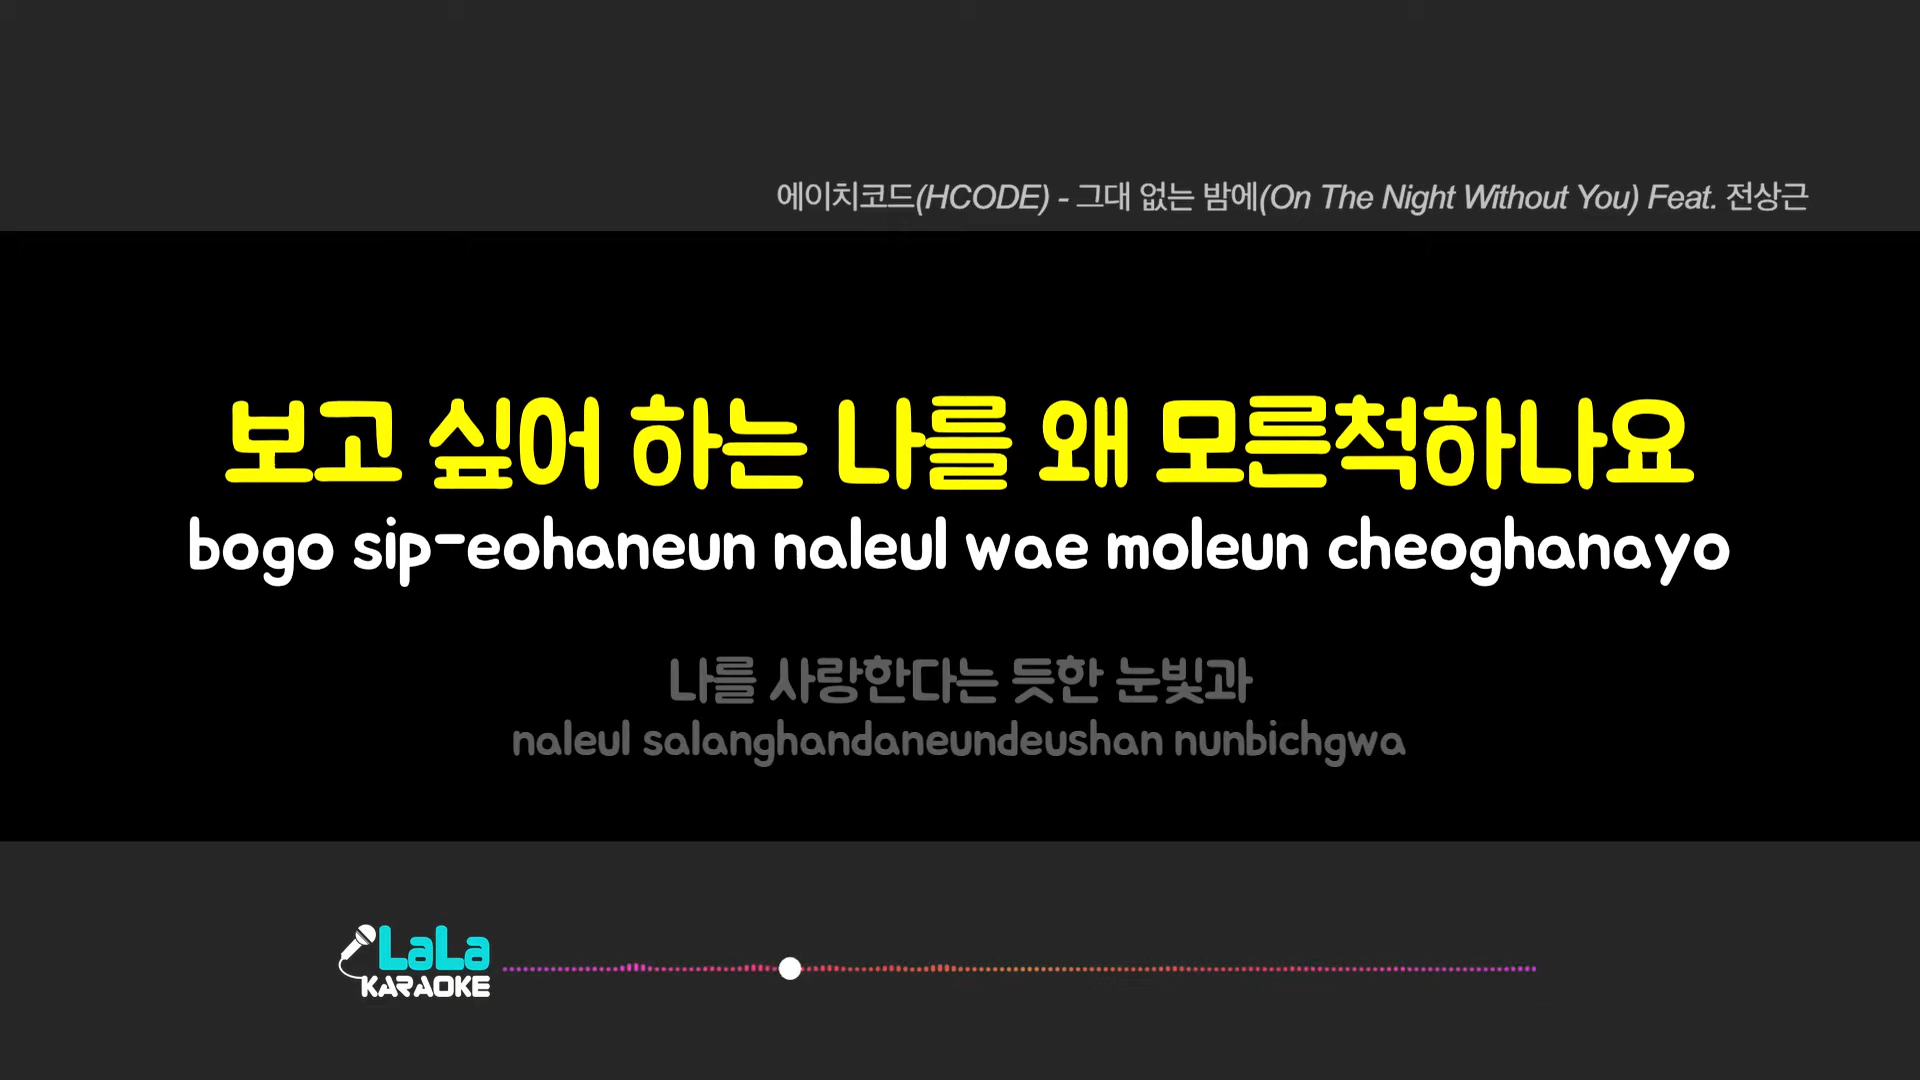 에이치코드(HCODE) - 그대 없는 밤에(On The Night Without You) Feat. 전상근
보고 싶어 하는 나를 왜 모른척하나요
bogo sip-eohaneun naleul wae moleun cheoghanayo
나를 사랑한다는 듯한 눈빛과
naleul salanghandaneundeushan nunbichgwa
LaLa
KARAOKE